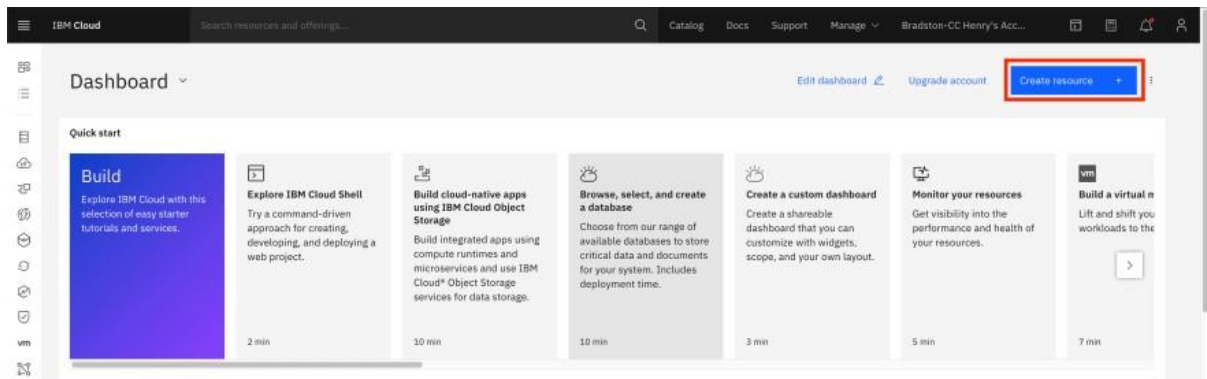 IBM Cloud
Search resources and offerings...
Catalog
Docs
Support
Manage
Bradston-CC Henry's Acc...
Dashboard
Edit dashboard
Upgrade account
Create resource +
Quick start
Build
Explore IBM Cloud with this
selection of easy starter
tutorials and services.
Explore IBM Cloud Shell
Try a command-driven
approach for creating,
developing, and deploying a
web project.
2 min
Build cloud-native apps
using IBM Cloud Object
Storage
Build integrated apps using
compute runtimes and
microservices and use IBM
Cloud® Object Storage
services for data storage.
10 min
Browse, select, and create
a database
Choose from our range of
available databases to store
critical data and documents
for your system. Includes
deployment time.
10 min
Create a custom dashboard
Create a shareable
dashboard that you can
customize with widgets,
scope, and your own layout.
3 min
Monitor your resources
Get visibility into the
performance and health of
your resources.
5 min
vm
Build a virtual m
Lift and shift you
workloads to the
7 min
vm